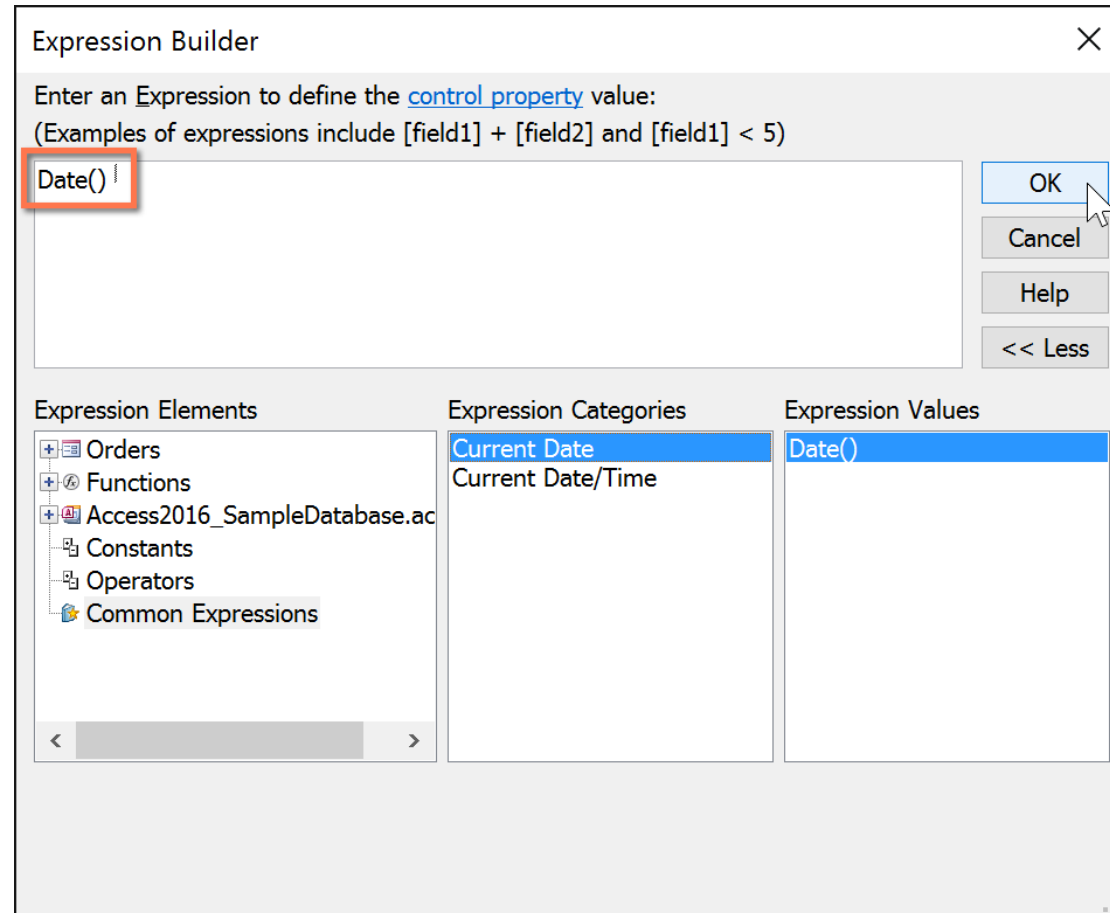 Expression Builder
Enter an Expression to define the control property value:
(Examples of expressions include [field1] + [field2] and [field1] < 5)
Date()
OK
Cancel
Help
<< Less
Expression Elements
Orders
Functions
Access2016_SampleDatabase.ac
Constants
Operators
Common Expressions
Expression Categories
Current Date
Current Date/Time
Expression Values
Date()